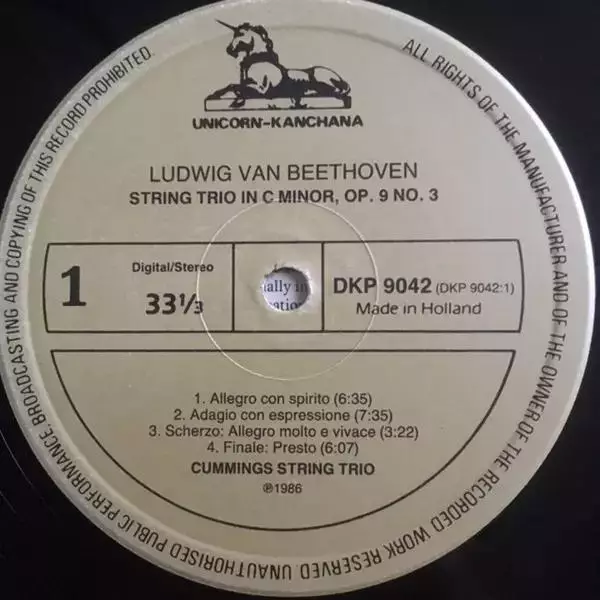 UNICORN-KANCHANA
LUDWIG VAN BEETHOVEN
STRING TRIO IN C MINOR, OP. 9 NO. 3
1
Digital/Stereo
33⅓
DKP 9042 (DKP 9042:1)
Made in Holland
1. Allegro con spirito (6:35)
2. Adagio con espressione (7:35)
3. Scherzo: Allegro molto e vivace (3:22)
4. Finale: Presto (6:07)
CUMMINGS STRING TRIO
℗1986
ALL RIGHTS OF THE MANUFACTURER AND OF THE OWNER OF THE RECORDED WORK RESERVED. UNAUTHORISED PUBLIC PERFORMANCE, BROADCASTING AND COPYING OF THIS RECORD PROHIBITED.